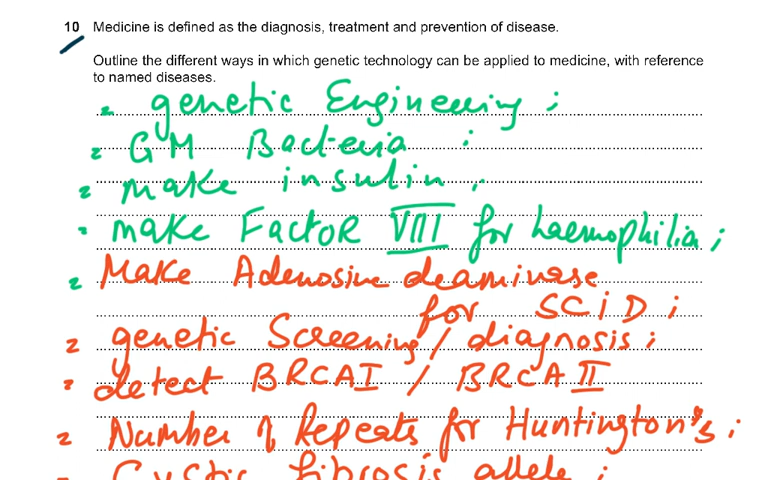 10 Medicine is defined as the diagnosis, treatment and prevention of disease.
Outline the different ways in which genetic technology can be applied to medicine, with reference
to named diseases.
genetic Engineering ;
GM Bacteria ;
make insulin ;
make Factor VIII for haemophilia ;
Make Adenosine deaminase
for SCiD ;
genetic Screening / diagnosis ;
detect BRCAI / BRCA II
Number of Repeats for Huntington's ;
Cystic fibrosis allele ;